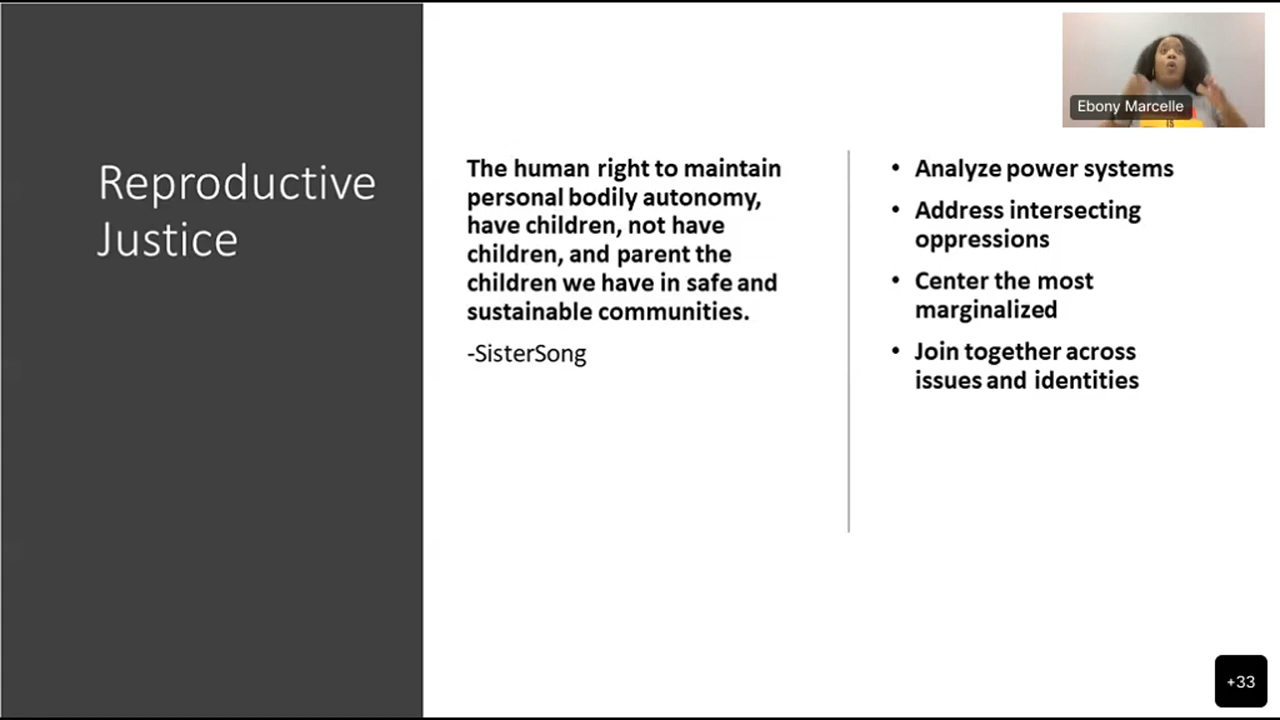 Reproductive
Justice
The human right to maintain
personal bodily autonomy,
have children, not have
children, and parent the
children we have in safe and
sustainable communities.
-SisterSong
Ebony Marcelle
IS
• Analyze power systems
• Address intersecting
oppressions
• Center the most
marginalized
• Join together across
issues and identities
+33